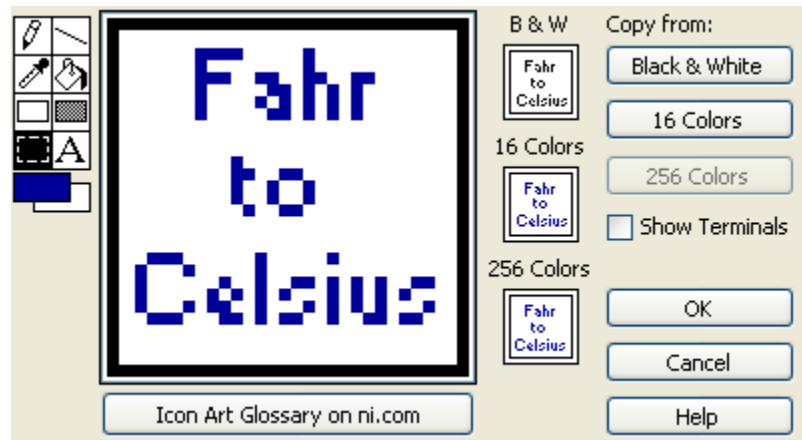 A
Fahr
to
Celsius
Icon Art Glossary on ni.com
B & W
Fahr
to
Celsius
16 Colors
Fahr
to
Celsius
256 Colors
Fahr
to
Celsius
Copy from:
Black & White
16 Colors
256 Colors
Show Terminals
OK
Cancel
Help